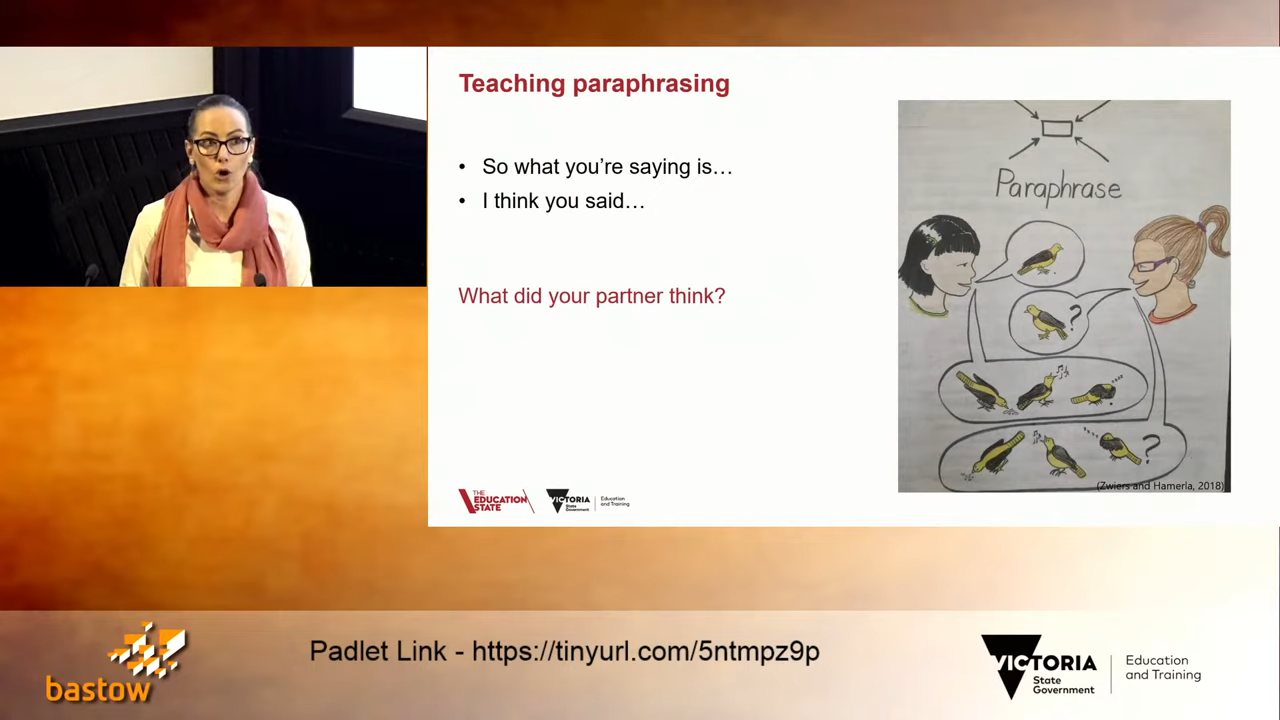 Teaching paraphrasing
• So what you’re saying is…
• I think you said…
What did your partner think?
Paraphrase
?
?
(Zwiers and Hamerla, 2018)
THE
EDUCATION
STATE
VICTORIA
State
Government
Education
and Training
Padlet Link - https://tinyurl.com/5ntmpz9p
bastow
VICTORIA
State
Government
Education
and Training